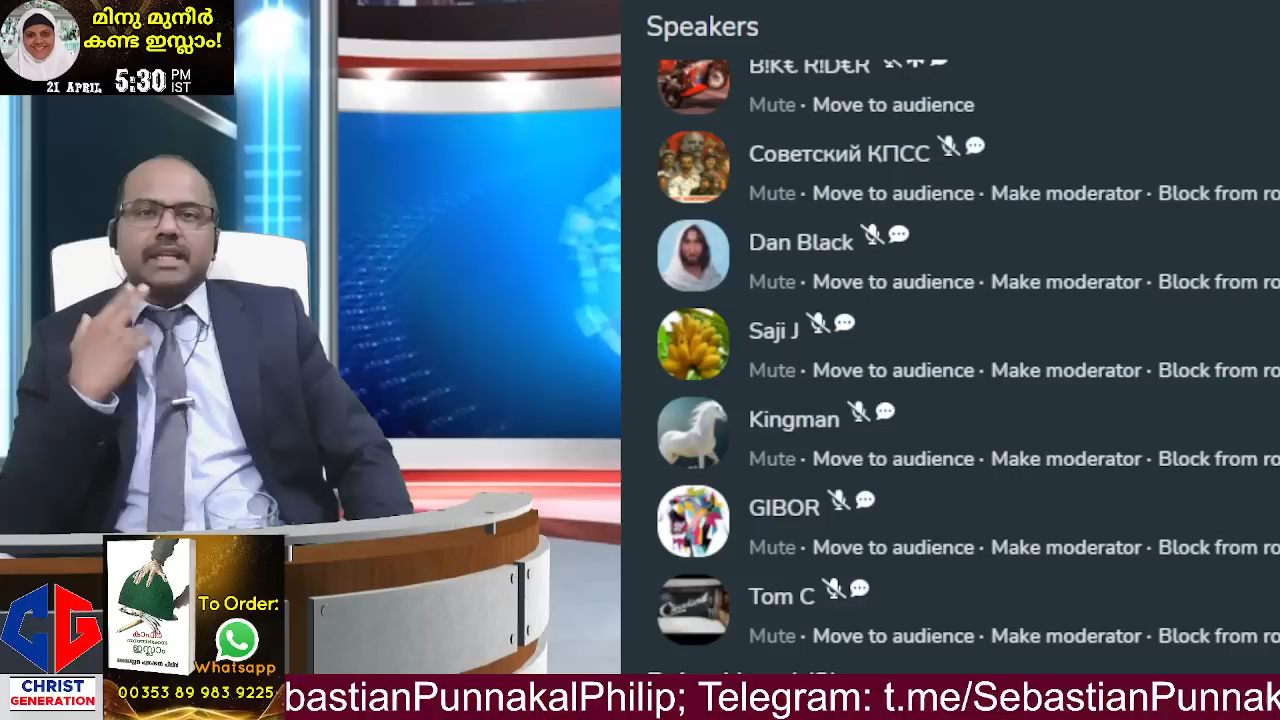 മിനു മുനീർ
കണ്ട ഇസ്ലാം!
21 APRIL 5:30 PM IST
Speakers
B!K€ R!D€R
Mute · Move to audience
Советский КПСС
Mute · Move to audience · Make moderator · Block from ro
Dan Black
Mute · Move to audience · Make moderator · Block from ro
Saji J
Mute · Move to audience · Make moderator · Block from ro
Kingman
Mute · Move to audience · Make moderator · Block from ro
GIBOR
Mute · Move to audience · Make moderator · Block from ro
Tom C
Mute · Move to audience · Make moderator · Block from ro
കാഫിർ
ഇസ്ലാം
To Order:
Whatsapp
00353 89 983 9225
CG
CHRIST
GENERATION
bastianPunnakalPhilip; Telegram: t.me/SebastianPunnak